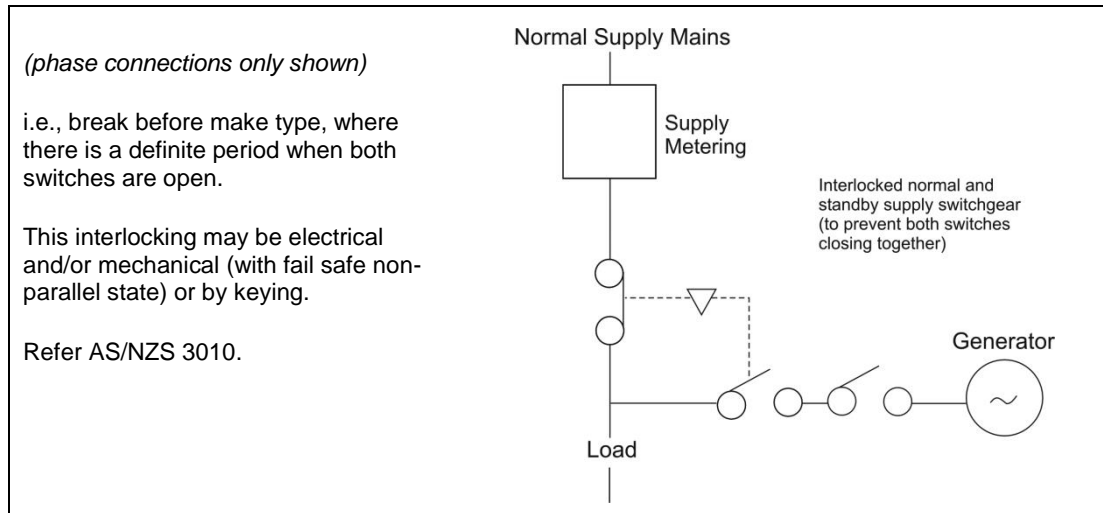 (phase connections only shown)
i.e., break before make type, where
there is a definite period when both
switches are open.
This interlocking may be electrical
and/or mechanical (with fail safe non-
parallel state) or by keying.
Refer AS/NZS 3010.
Normal Supply Mains
Supply
Metering
Interlocked normal and
standby supply switchgear
(to prevent both switches
closing together)
Generator
~
Load